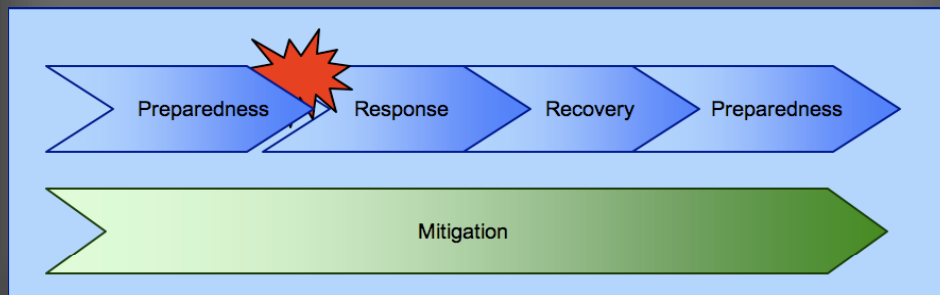 Preparedness
Response
Recovery
Preparedness
Mitigation